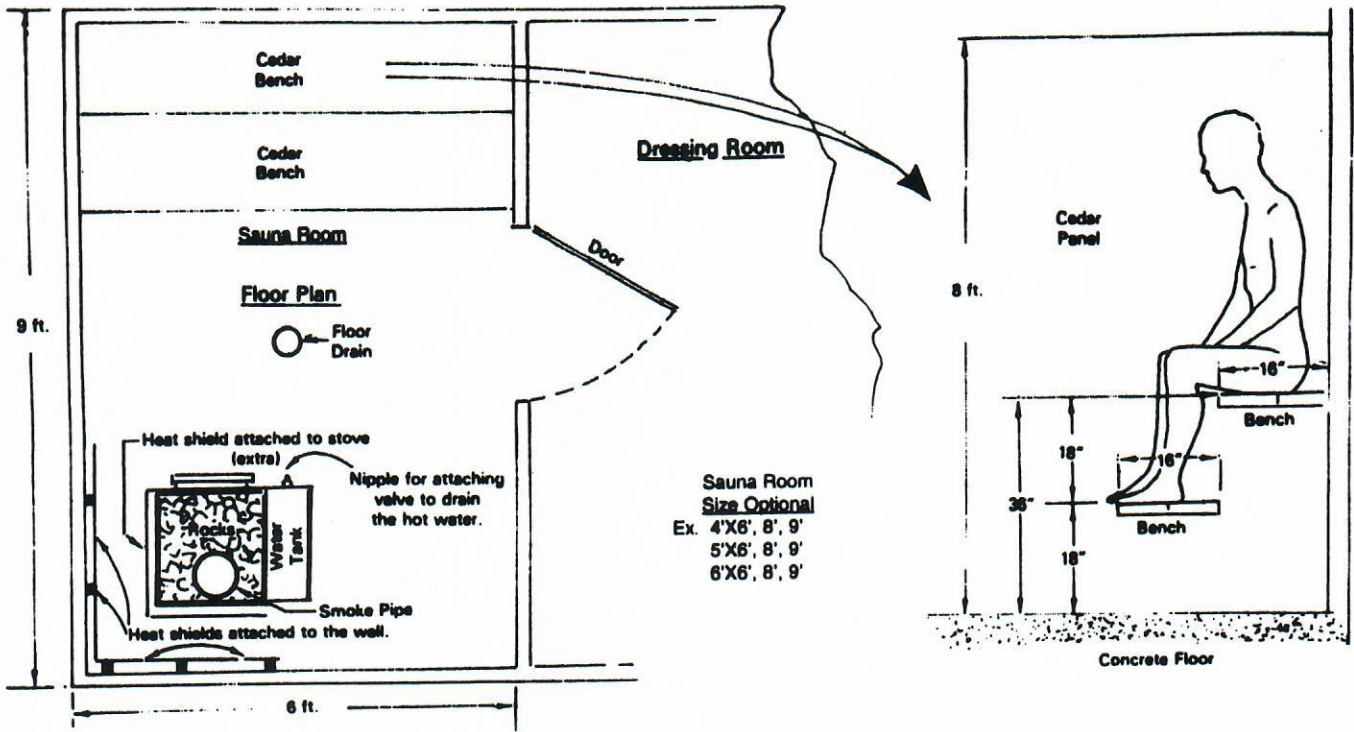 Cedar
Bench
Cedar
Bench
Dressing Room
Sauna Room
Door
Floor Plan
Floor
Drain
9 ft.
Heat shield attached to stove
(extra)
Nipple for attaching
valve to drain
the hot water.
Rocks
Water
Tank
Smoke Pipe
Heat shields attached to the wall.
6 ft.
Sauna Room
Size Optional
Ex. 4'X6', 8', 9'
5'X6', 8', 9'
6'X6', 8', 9'
Cedar
Panel
8 ft.
16"
Bench
18"
16"
36"
Bench
18"
Concrete Floor